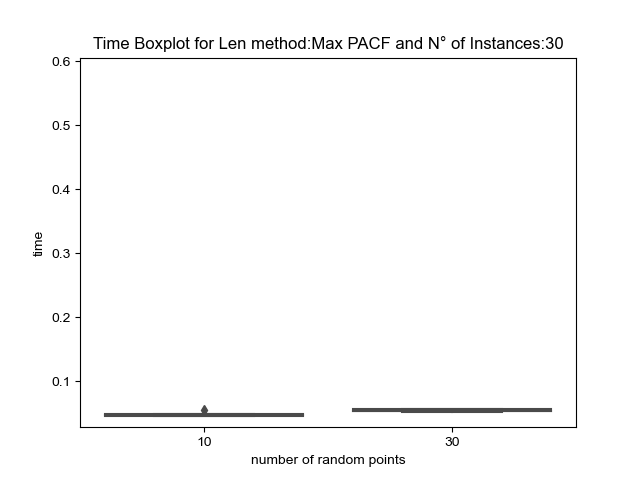 Time Boxplot for Len method:Max PACF and N° of Instances:30
0.6
0.5
0.4
0.3
0.2
0.1
time
10 30
number of random points